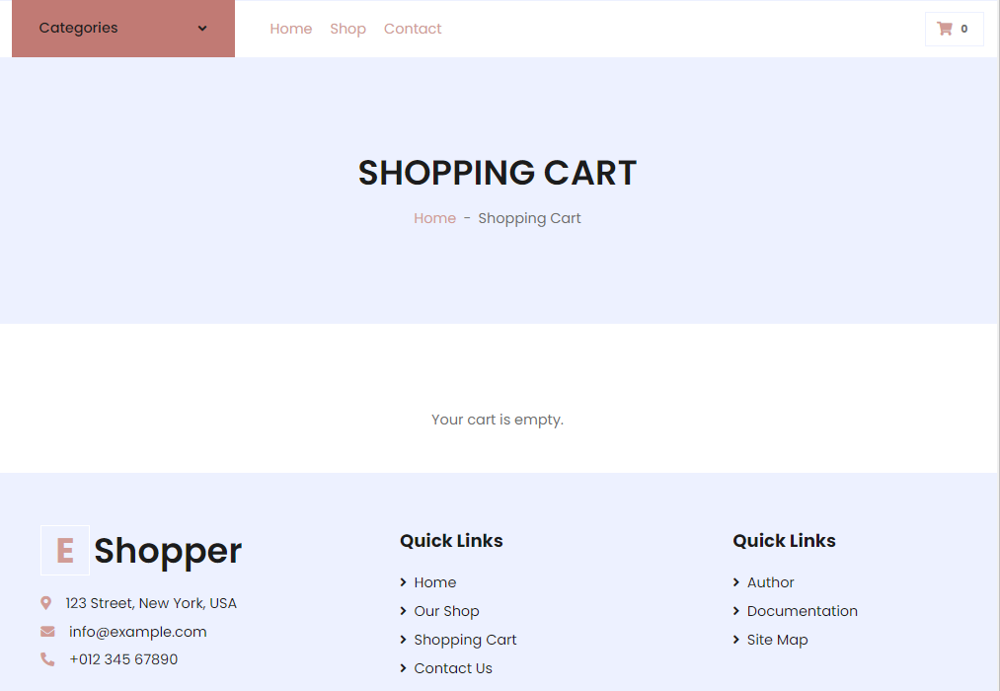 Categories
Home Shop Contact
0
SHOPPING CART
Home - Shopping Cart
Your cart is empty.
E Shopper
123 Street, New York, USA
info@example.com
+012 345 67890
Quick Links
Home
Our Shop
Shopping Cart
Contact Us
Quick Links
Author
Documentation
Site Map